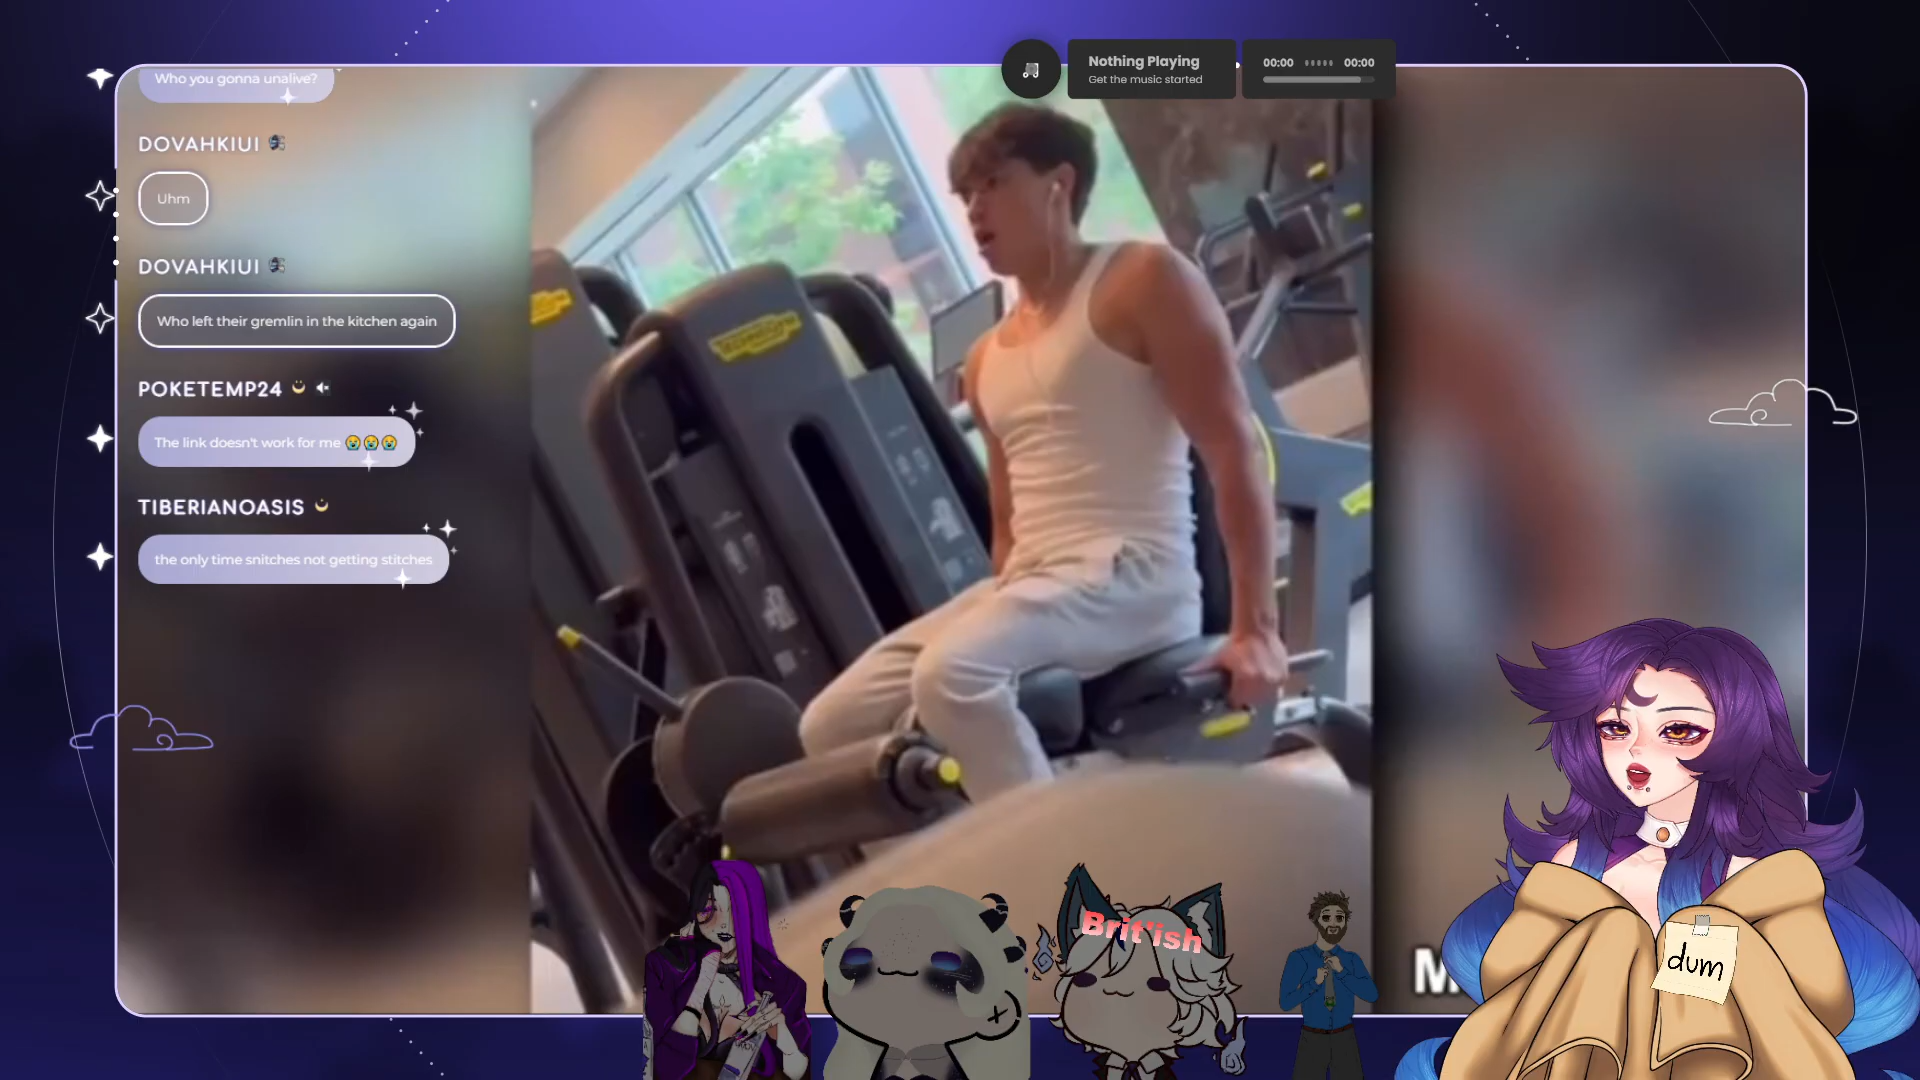 Nothing Playing
Get the music started
00:00
00:00
Who you gonna unalive?
DOVAHKIUI
Uhm
DOVAHKIUI
Who left their gremlin in the kitchen again
POKETEMP24
The link doesn't work for me 😭😭😭
TIBERIANOASIS
the only time snitches not getting stitches
TECHNOGYM
Brit'ish
dum
M